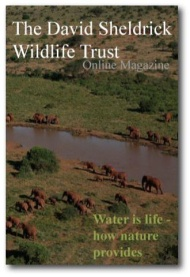 The David Sheldrick
Wildlife Trust
Online Magazine
Water is life -
how nature
provides